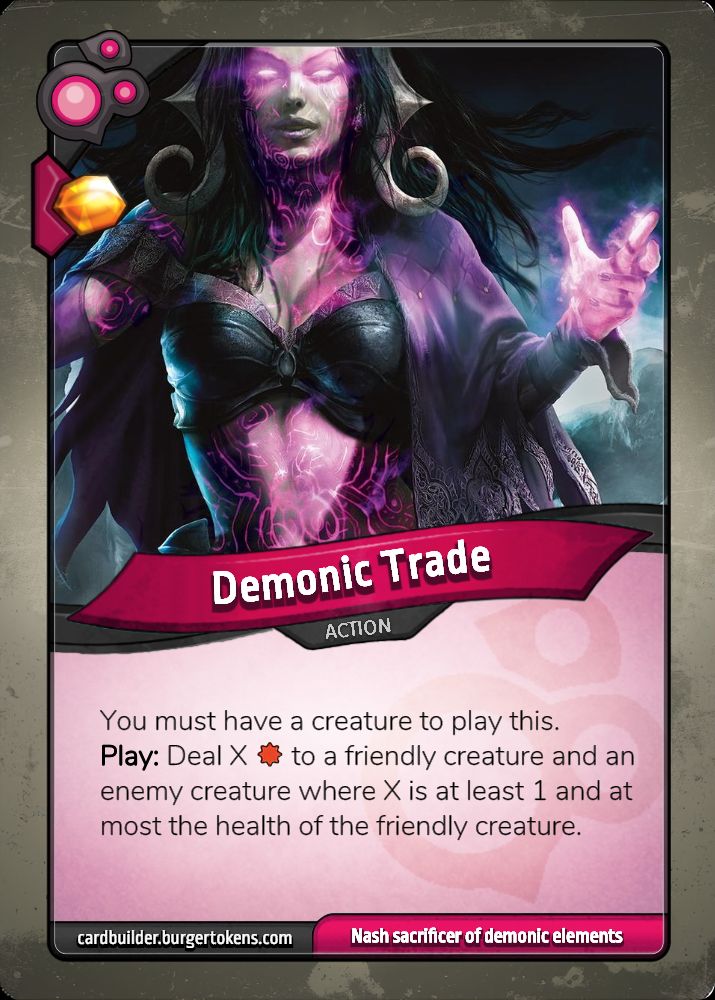 Demonic Trade
ACTION
You must have a creature to play this.
Play: Deal X to a friendly creature and an
enemy creature where X is at least 1 and at
most the health of the friendly creature.
cardbuilder.burgertokens.com
Nash sacrificer of demonic elements